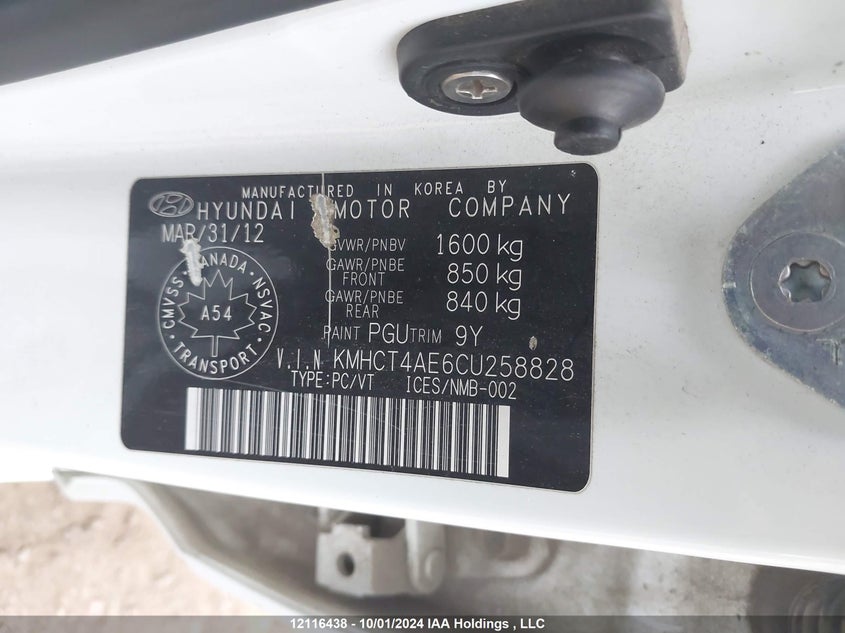 MANUFACTURED IN KOREA BY
HYUNDAI MOTOR COMPANY
MAR/31/12
GVWR/PNBV 1600 kg
GAWR/PNBE FRONT 850 kg
GAWR/PNBE REAR 840 kg
CANADA
CMVSS NSVAC
A54
TRANSPORT
PAINT PGU TRIM 9Y
V.I.N KMHCT4AE6CU258828
TYPE:PC/VT ICES/NMB-002
12116438 - 10/01/2024 IAA Holdings , LLC